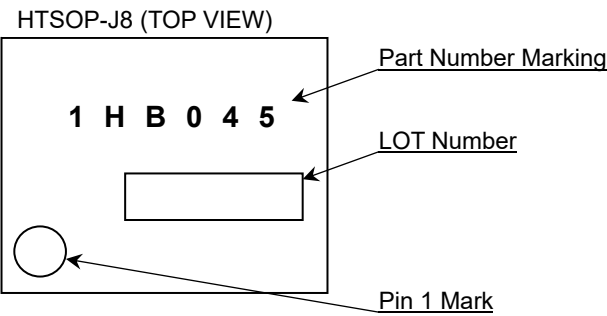 HTSOP-J8 (TOP VIEW)
Part Number Marking
1 H B 0 4 5
LOT Number
Pin 1 Mark